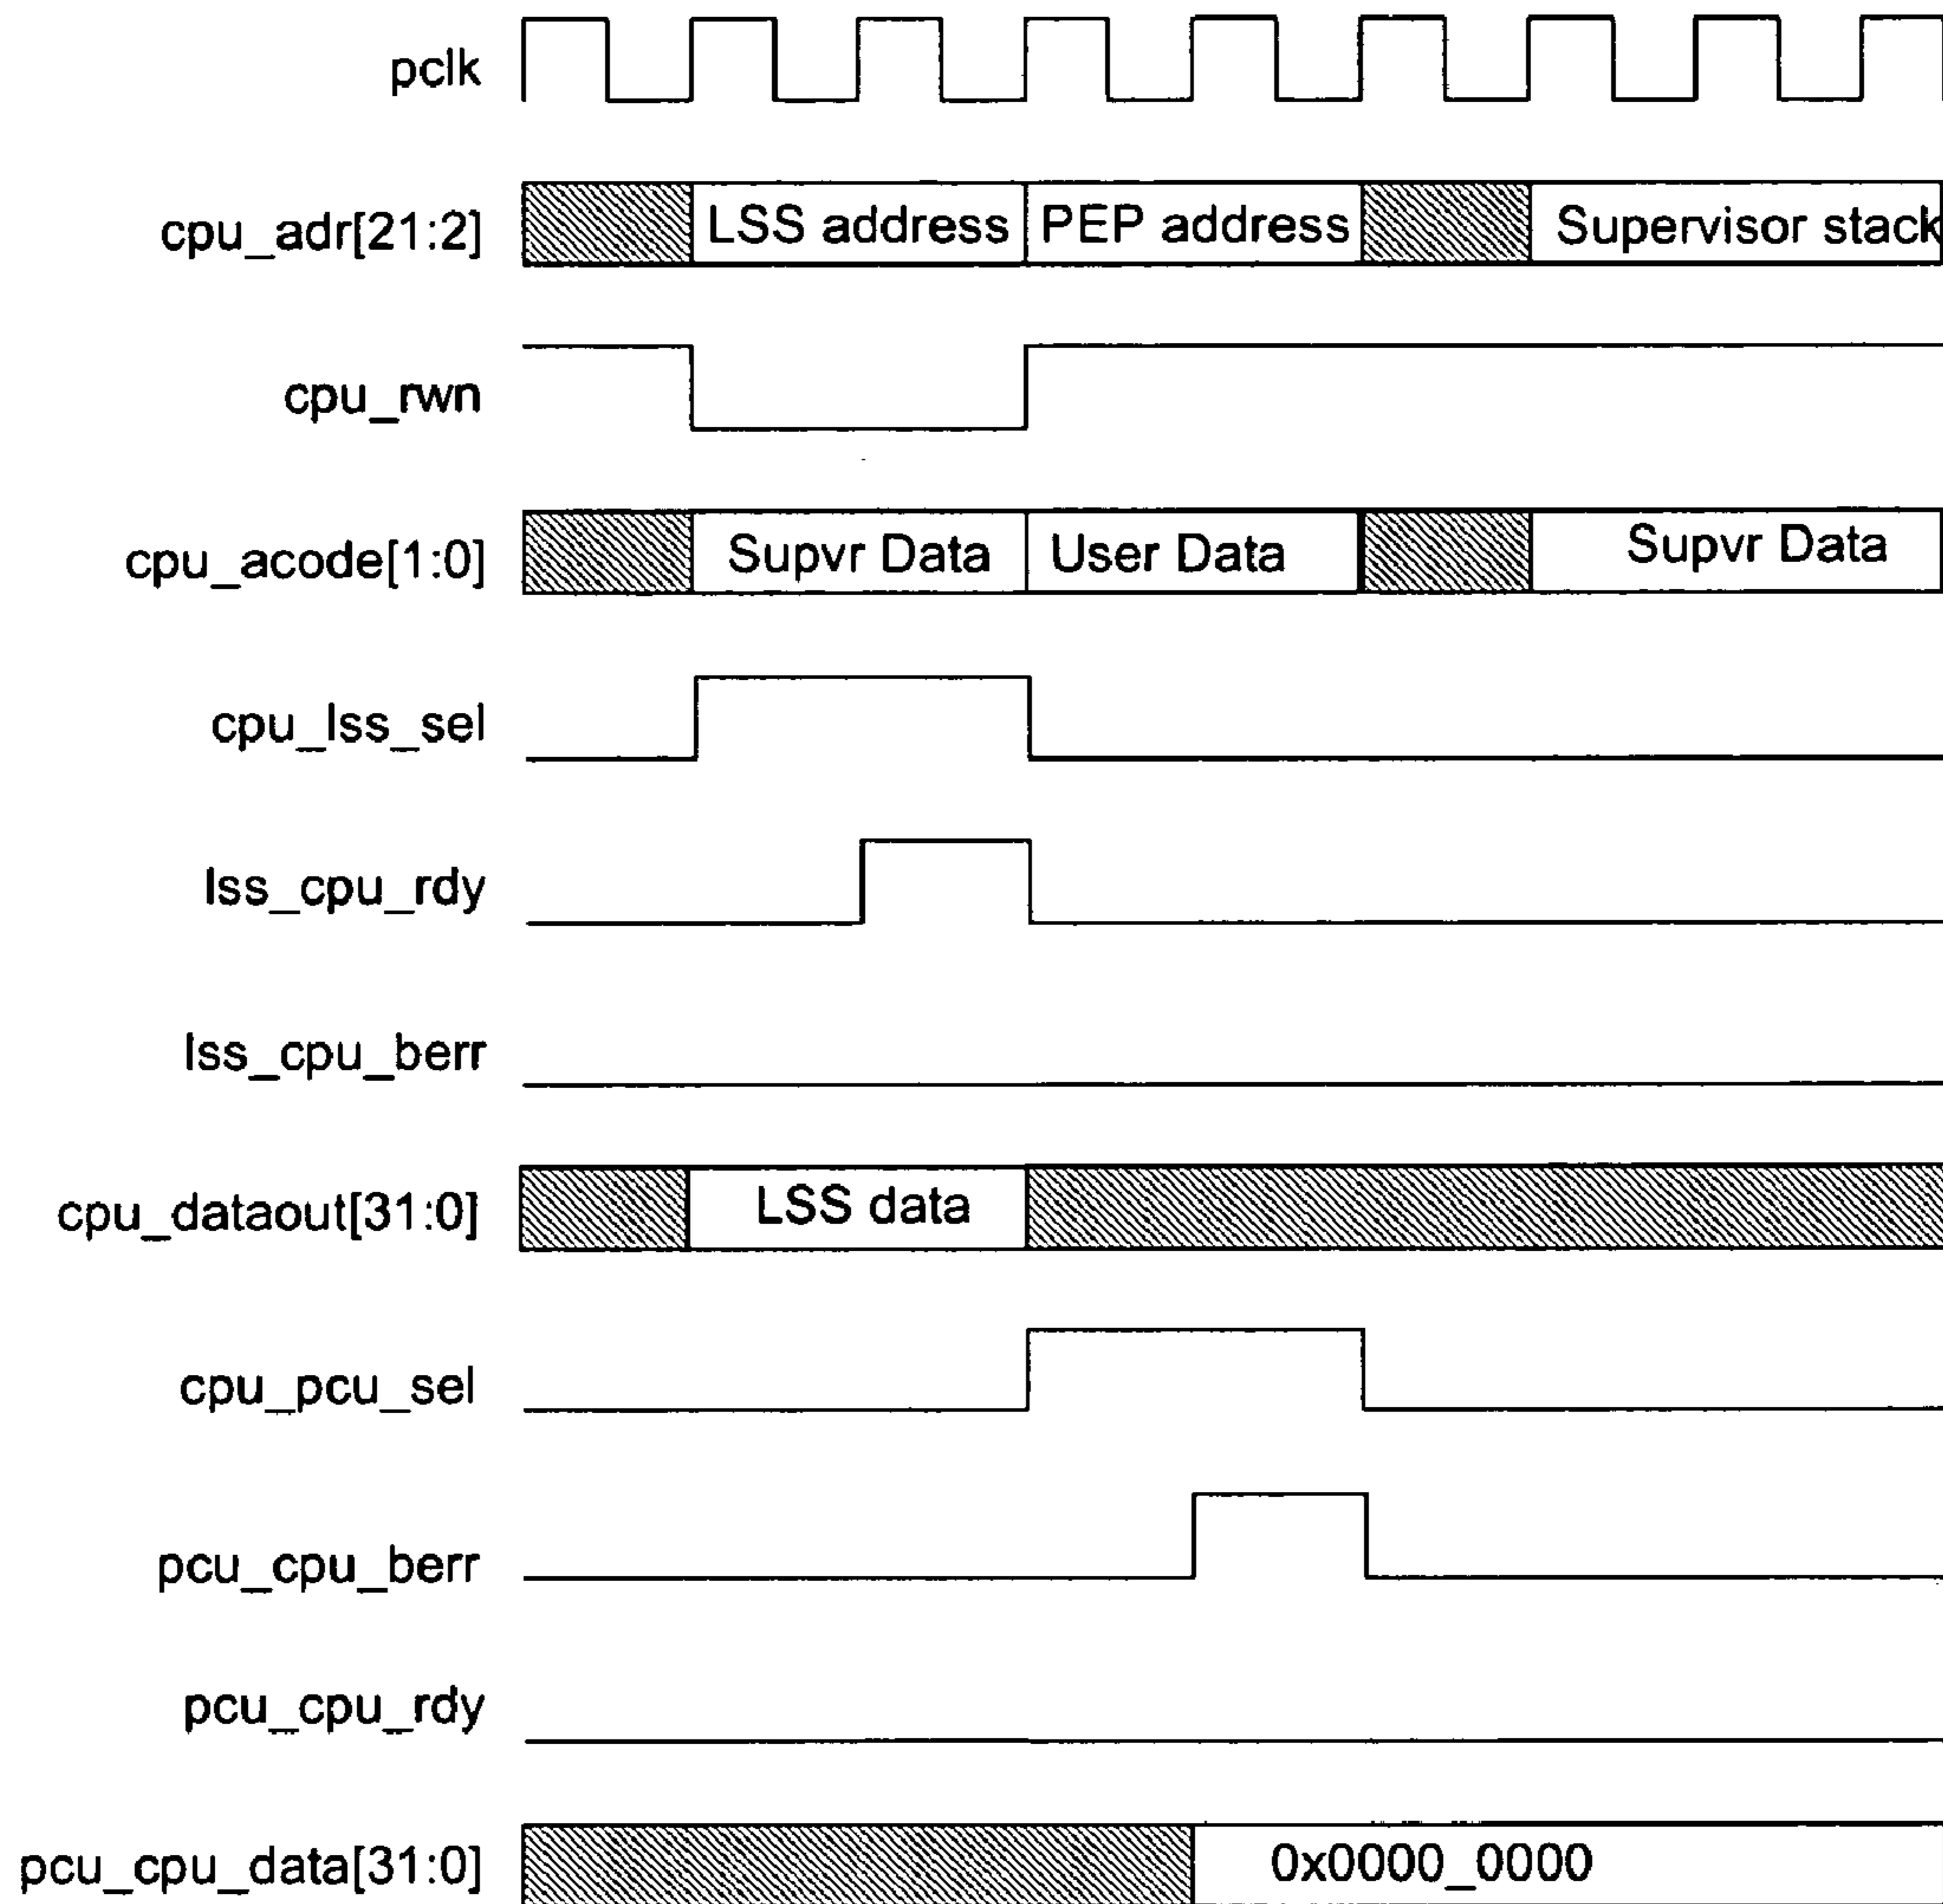 pclk
cpu_adr[21:2] LSS address PEP address Supervisor stack
cpu_rwn
cpu_acode[1:0] Supvr Data User Data Supvr Data
cpu_lss_sel
lss_cpu_rdy
lss_cpu_berr
cpu_dataout[31:0] LSS data
cpu_pcu_sel
pcu_cpu_berr
pcu_cpu_rdy
pcu_cpu_data[31:0] 0x0000_0000